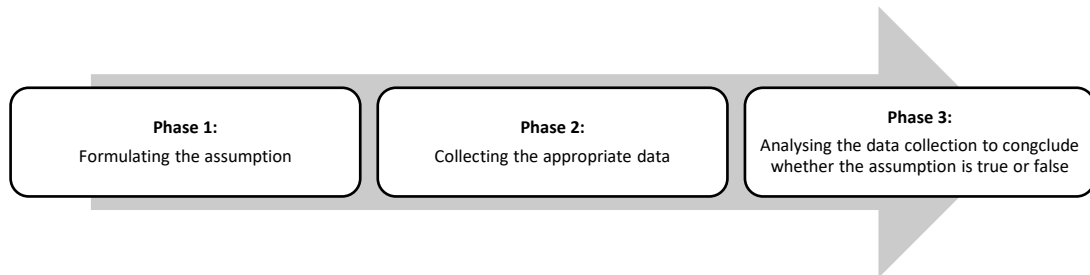 Phase 1:
Formulating the assumption
Phase 2:
Collecting the appropriate data
Phase 3:
Analysing the data collection to congclude
whether the assumption is true or false